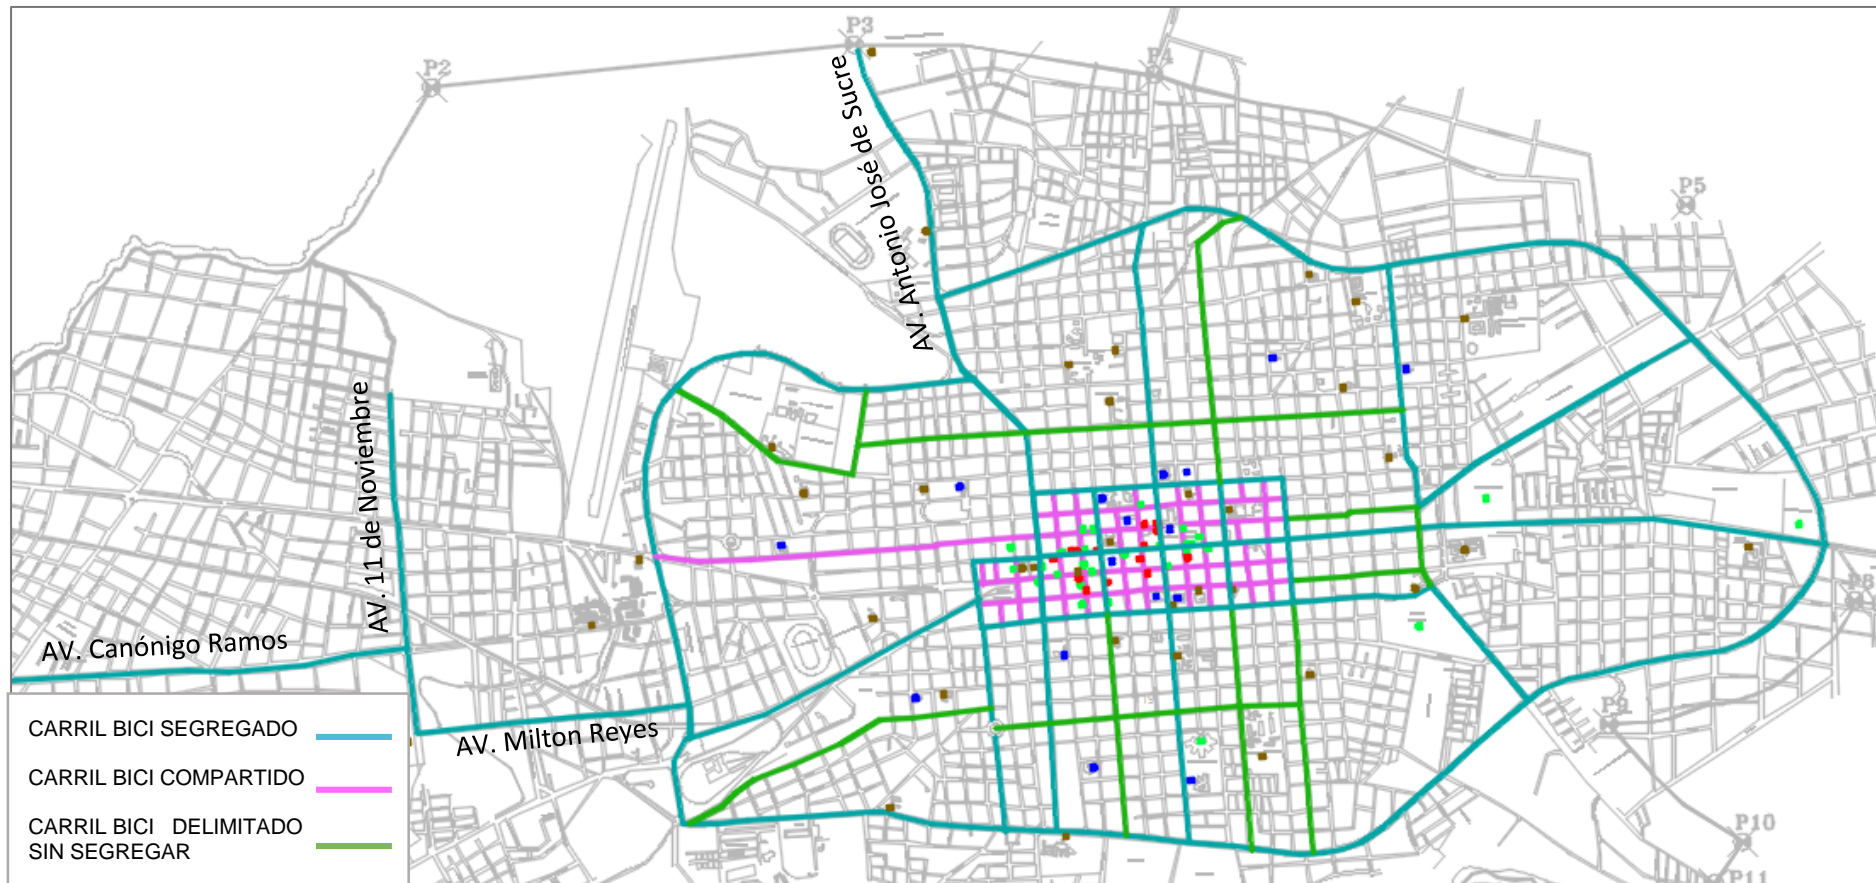 P3
P4
P2
P5
AV. Antonio José de Sucre
AV. 11 de Noviembre
AV. Canónigo Ramos
AV. Milton Reyes
P9
P10
P11
CARRIL BICI SEGREGADO
CARRIL BICI COMPARTIDO
CARRIL BICI DELIMITADO
SIN SEGREGAR